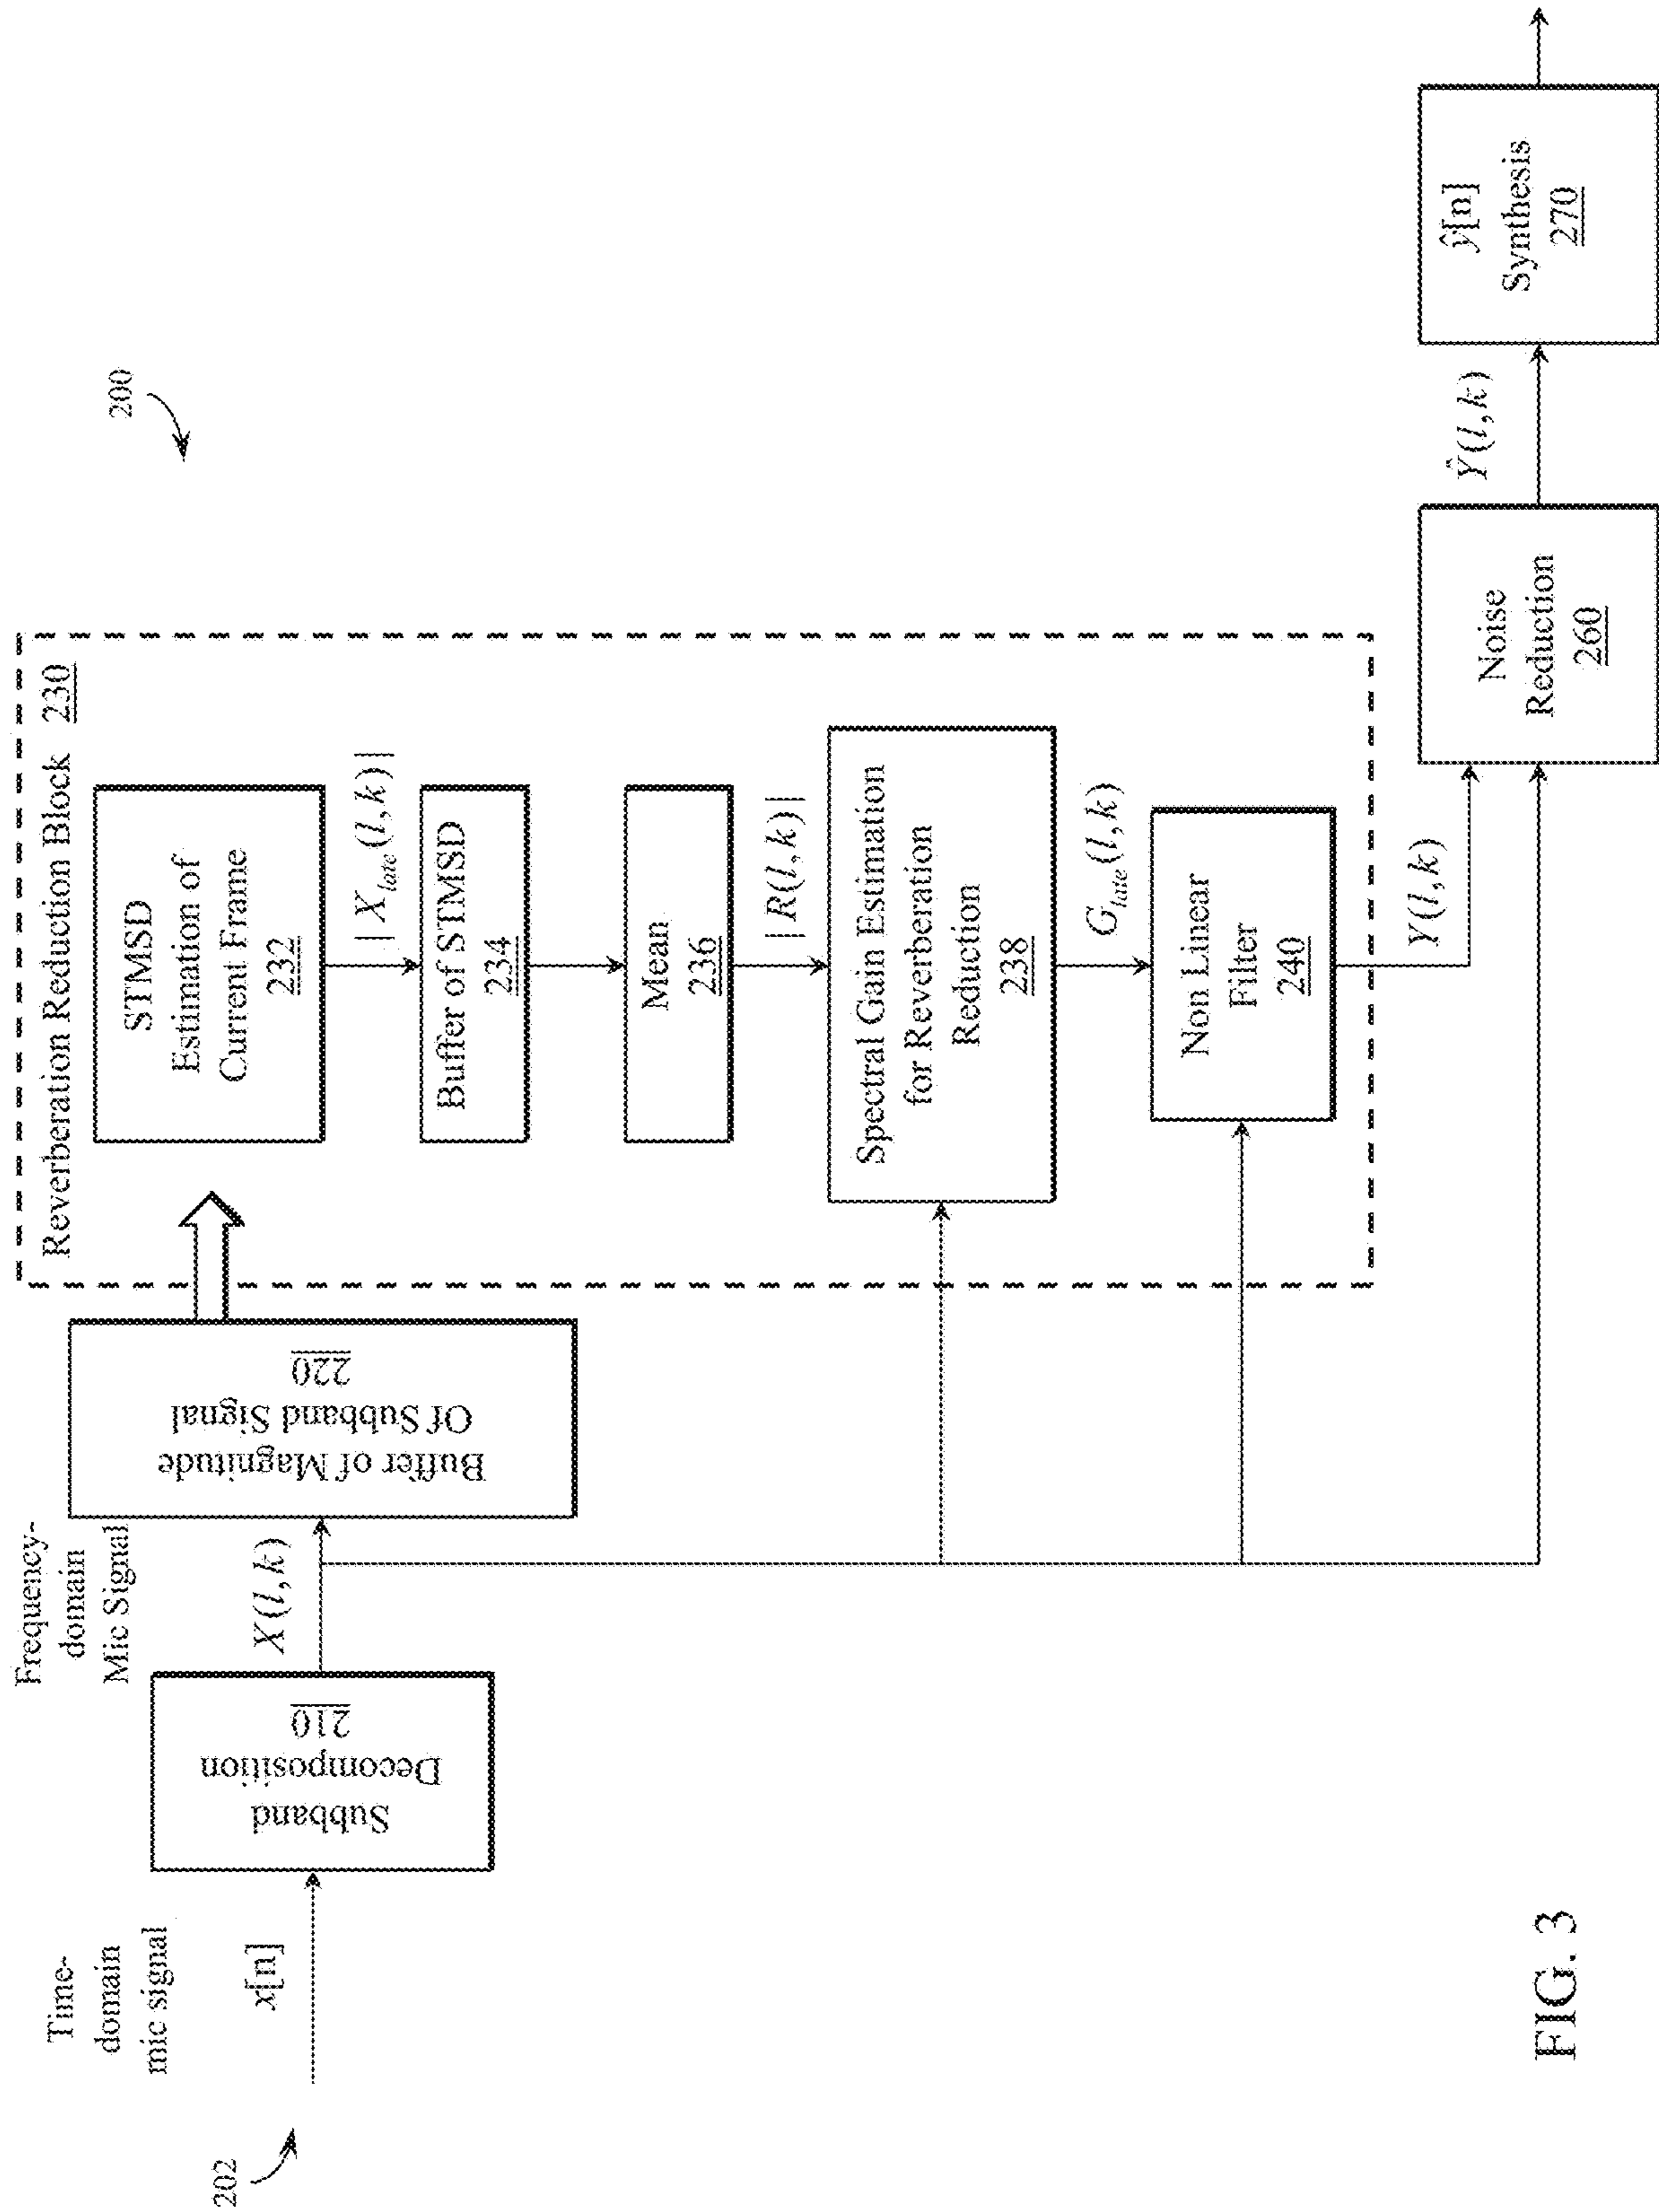 200
202
Time-
domain
mic signal
x[n]
Subband
Decomposition
210
Frequency-
domain
Mic Signal
X(l,k)
Buffer of Magnitude
Of Subband Signal
220
Reverberation Reduction Block 230
STMSD
Estimation of
Current Frame
232
|X_late(l,k)|
Buffer of STMSD
234
Mean
236
|R(l,k)|
Spectral Gain Estimation
for Reverberation
Reduction
238
G_late(l,k)
Non Linear
Filter
240
Y(l,k)
Noise
Reduction
260
Ŷ(l,k)
ŷ[n]
Synthesis
270
FIG. 3